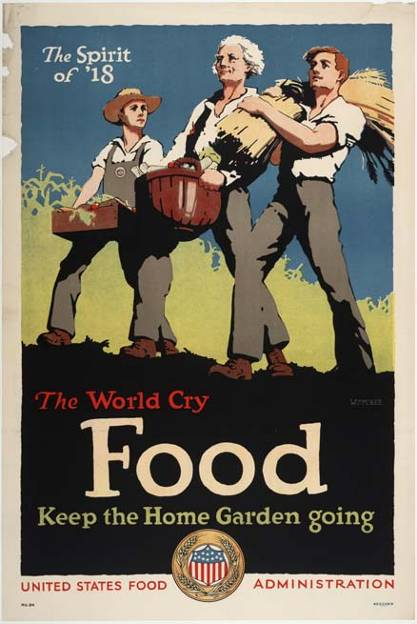 The Spirit
of '18
The World Cry
Food
Keep the Home Garden going
UNITED STATES FOOD ADMINISTRATION